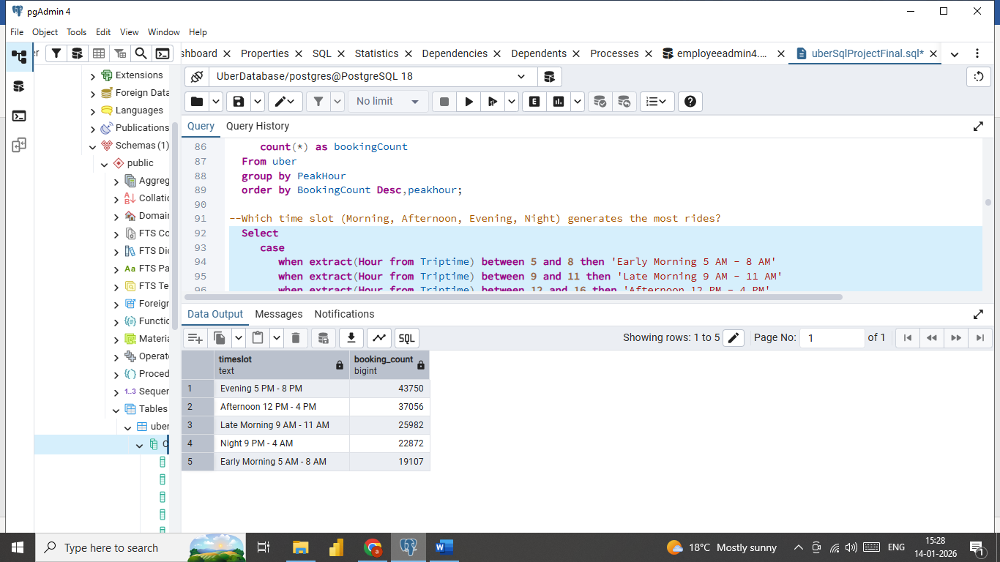 pgAdmin 4
File Object Tools Edit View Window Help
er
shboard Properties SQL Statistics Dependencies Dependents Processes employeeadmin4.... uberSqlProjectFinal.sql*
UberDatabase/postgres@PostgreSQL 18
No limit
E
Query Query History
86 count(*) as bookingCount
87 From uber
88 group by PeakHour
89 order by BookingCount Desc,peakhour;
90
91 --Which time slot (Morning, Afternoon, Evening, Night) generates the most rides?
92 Select
93 case
94 when extract(Hour from Triptime) between 5 and 8 then 'Early Morning 5 AM - 8 AM'
95 when extract(Hour from Triptime) between 9 and 11 then 'Late Morning 9 AM - 11 AM'
96 when extract(Hour from Triptime) between 12 and 16 then 'Afternoon 12 PM - 4 PM'
Extensions
Foreign Data
Languages
Publications
Schemas (1)
public
Aggreg
Collatic
Domain
FTS Co
FTS Dic
FTS Pa
FTS Te
Foreign
Functio
Materia
Operat
Proced
1..3 Sequer
Tables
uber
C
Data Output Messages Notifications
SQL Showing rows: 1 to 5 Page No: 1 of 1
timeslot booking_count
text bigint
1 Evening 5 PM - 8 PM 43750
2 Afternoon 12 PM - 4 PM 37056
3 Late Morning 9 AM - 11 AM 25982
4 Night 9 PM - 4 AM 22872
5 Early Morning 5 AM - 8 AM 19107
Type here to search
18°C Mostly sunny
ENG
15:28
14-01-2026
1